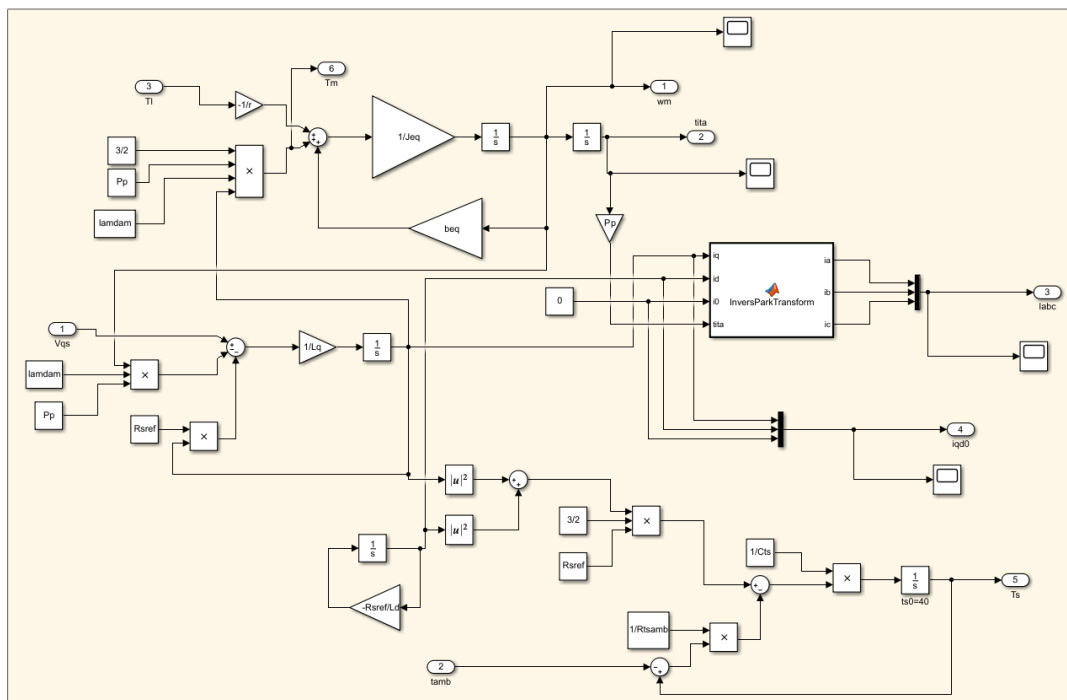 3
Tl
-1/r
6
Tm
3/2
Pp
lamdam
×
+
+
+
1/Jeq
1
s
1
s
beq
1
wm
tita
2
Pp
iq
id
i0
tita
InversParkTransform
ia
ib
ic
3
Iabc
0
1
Vqs
lamdam
Pp
×
+
−
−
1/Lq
1
s
Rsref
×
4
iqd0
|u|²
|u|²
+
+
1
s
-Rsref/Ld
3/2
Rsref
×
1/Cts
+
−
×
1
s
ts0=40
5
Ts
1/Rtsamb
×
2
tamb
−
+